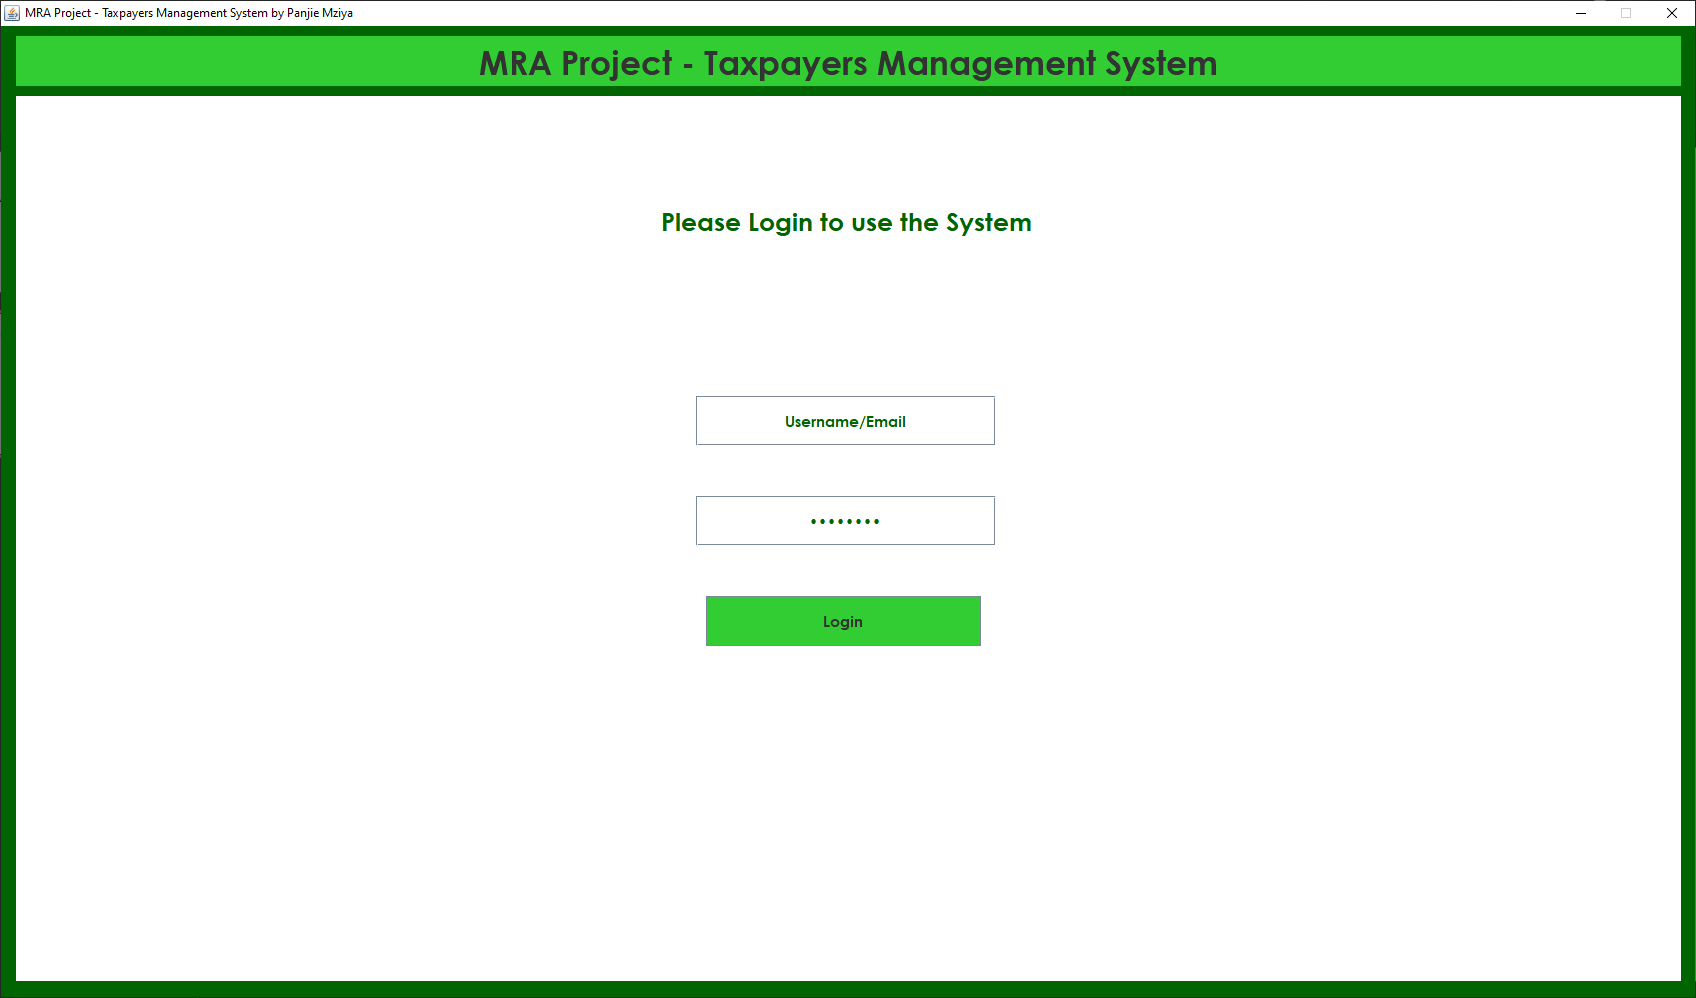 MRA Project - Taxpayers Management System by Panjie Mziya
MRA Project - Taxpayers Management System
Please Login to use the System
Username/Email
••••••••
Login